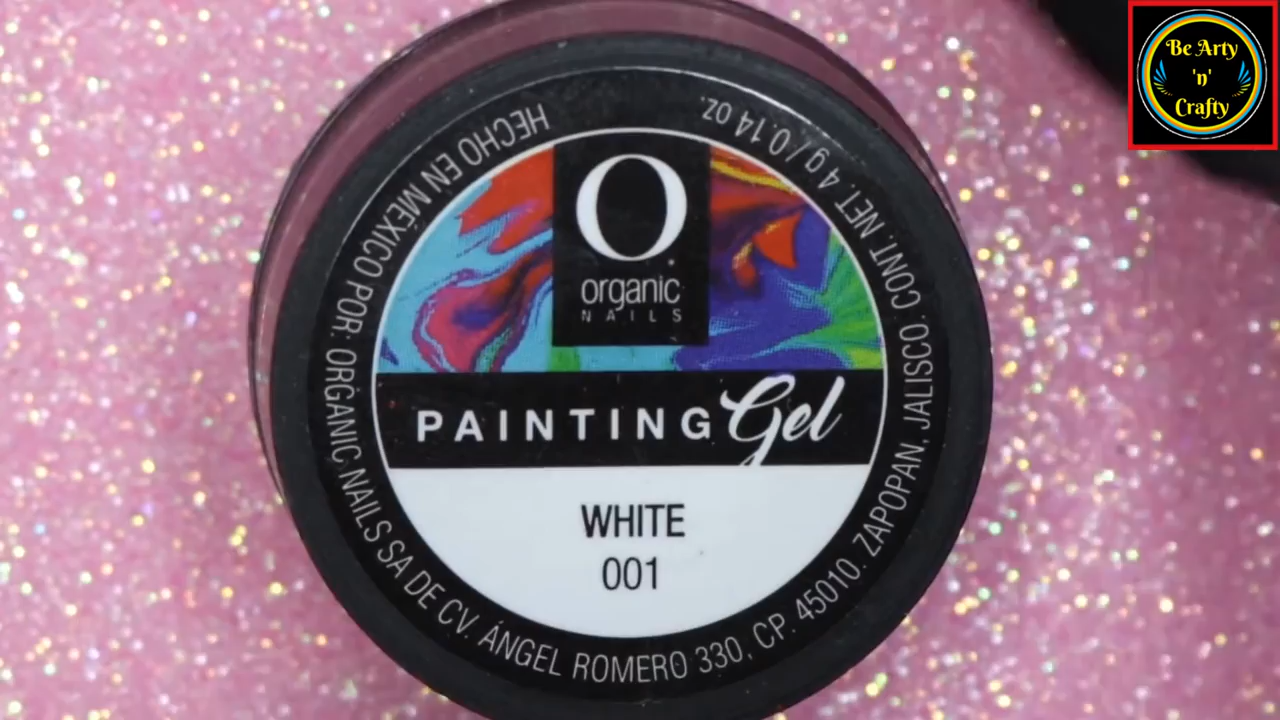 HECHO EN MÉXICO POR: ORGANIC NAILS SA DE CV. ÁNGEL ROMERO 330, CP. 45010. ZAPOPAN, JALISCO. CONT.NET. 4 g / 0.14 oz.
O.
organic
NAILS
PAINTING Gel
WHITE
001
Be Arty
'n'
Crafty